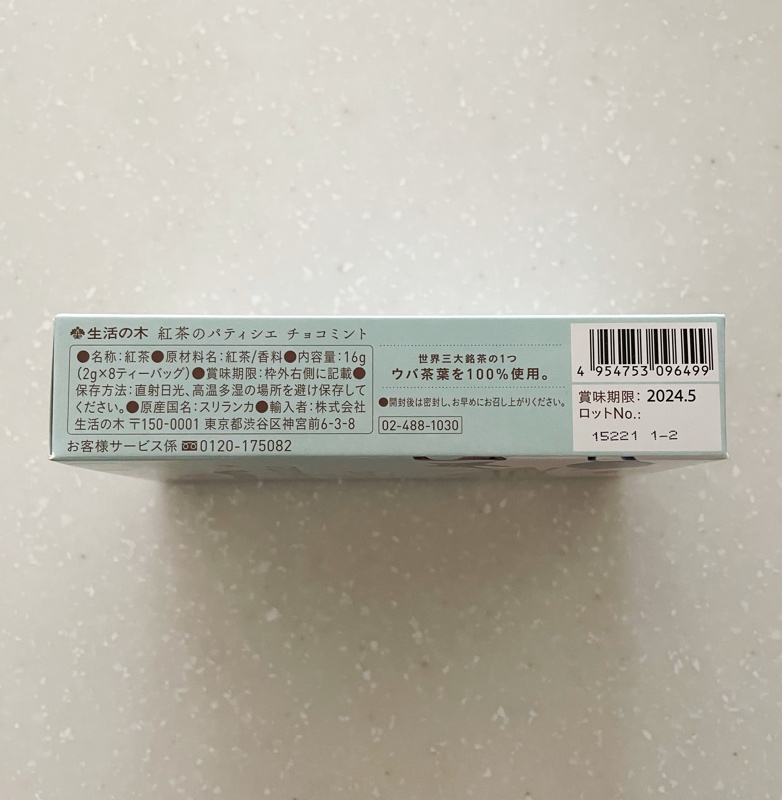 生活の木 紅茶のパティシエ チョコミント
●名称:紅茶●原材料名:紅茶/香料●内容量:16g
(2g×8ティーバッグ)●賞味期限:枠外右側に記載●
保存方法:直射日光、高温多湿の場所を避け保存して
ください。●原産国名:スリランカ●輸入者:株式会社
生活の木 〒150-0001 東京都渋谷区神宮前6-3-8
お客様サービス係 0120-175082
世界三大銘茶の1つ
ウバ茶葉を100%使用。
●開封後は密封し、お早めにお召し上がりください。
02-488-1030
4 954753 096499
賞味期限: 2024.5
ロットNo.:
15221 1-2